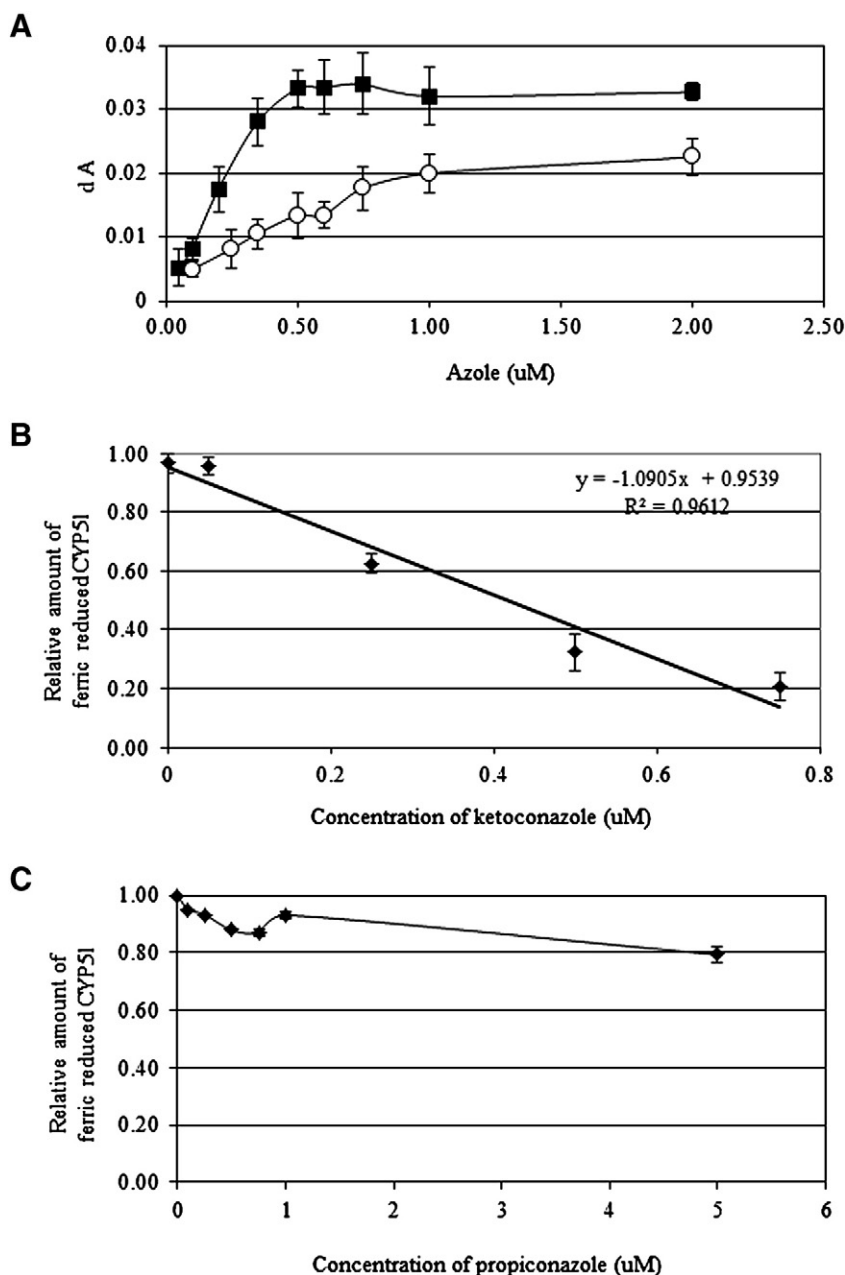 A
0.04
0.03
0.02
0.01
0
d A
0.00 0.50 1.00 1.50 2.00 2.50
Azole (uM)
B
1.00
0.80
0.60
0.40
0.20
0.00
Relative amount of
ferric reduced CYP51
y = -1.0905x + 0.9539
R² = 0.9612
0 0.2 0.4 0.6 0.8
Concentration of ketoconazole (uM)
C
1.00
0.80
0.60
0.40
0.20
0.00
Relative amount of
ferric reduced CYP51
0 1 2 3 4 5 6
Concentration of propiconazole (uM)